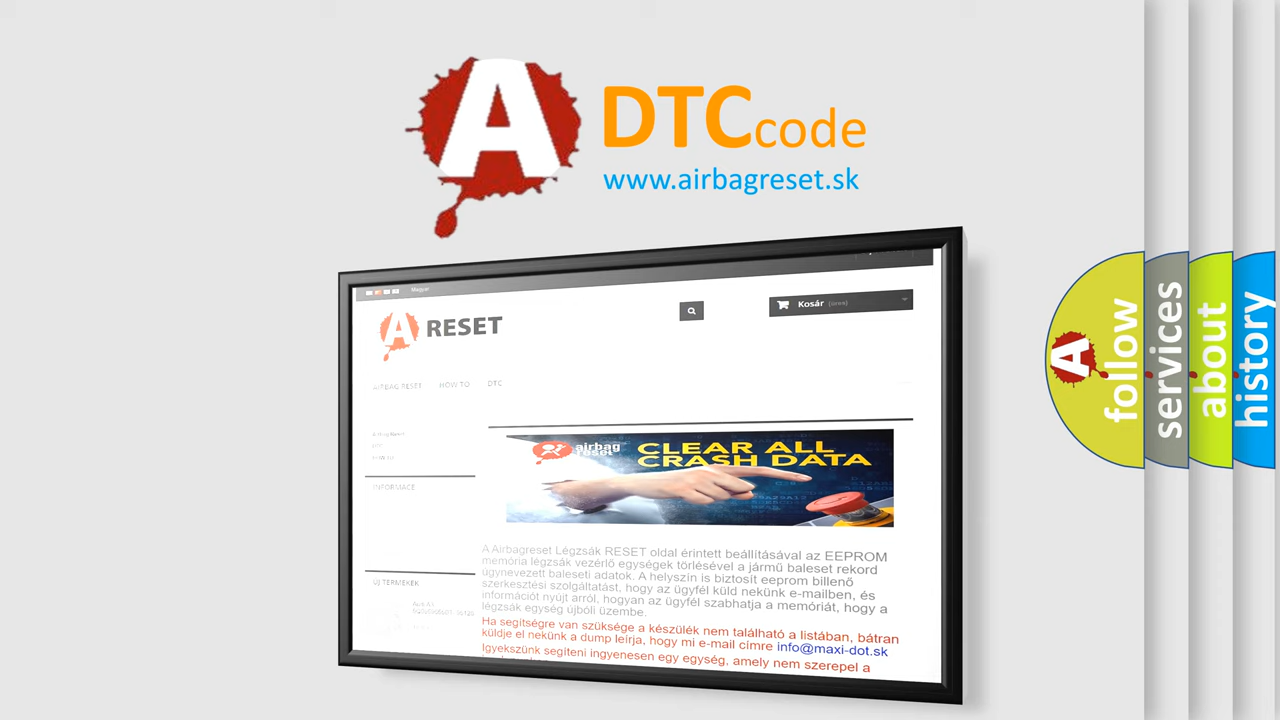 A DTCcode
www.airbagreset.sk
Magyar
A RESET
Kosár (üres)
AIRBAG RESET HOW TO DTC
INFORMACE
airbag
reset
CLEAR ALL
CRASH DATA
A Airbagreset Légzsák RESET oldal érintett beállításával az EEPROM
memória légzsák vezérlő egységek törlésével a jármű baleset rekord
úgynevezett baleseti adatok. A helyszín is biztosít eeprom billenő
szerkesztési szolgáltatást, hogy az ügyfél küld nekünk e-mailben, és
információt nyújt arról, hogyan az ügyfél szabhatja a memóriát, hogy a
légzsák egység újbóli üzembe.
Ha segítségre van szüksége a készülék nem található a listában, bátran
küldje el nekünk a dump leírja, hogy mi e-mail címre info@maxi-dot.sk
Igyekszünk segíteni ingyenesen egy egység, amely nem szerepel a
ÚJ TERMÉKEK
A follow
services
about
history